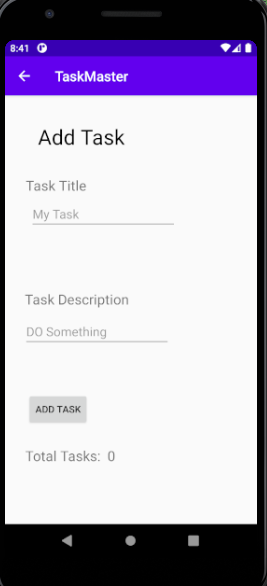 8:41
TaskMaster
Add Task
Task Title
My Task
Task Description
DO Something
ADD TASK
Total Tasks: 0